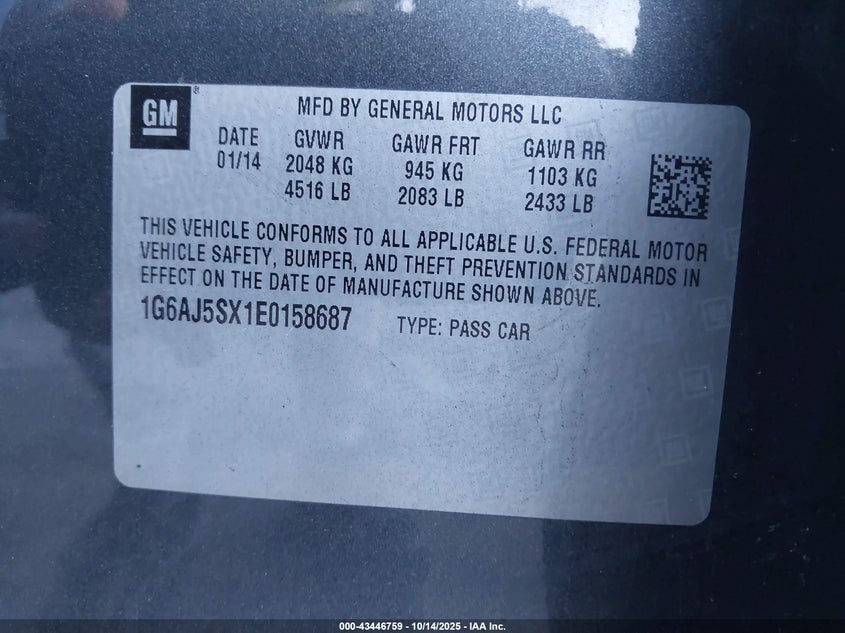 GM ®
MFD BY GENERAL MOTORS LLC
DATE GVWR GAWR FRT GAWR RR
01/14 2048 KG 945 KG 1103 KG
4516 LB 2083 LB 2433 LB
THIS VEHICLE CONFORMS TO ALL APPLICABLE U.S. FEDERAL MOTOR
VEHICLE SAFETY, BUMPER, AND THEFT PREVENTION STANDARDS IN
EFFECT ON THE DATE OF MANUFACTURE SHOWN ABOVE.
1G6AJ5SX1E0158687 TYPE: PASS CAR
000-43446759 - 10/14/2025 - IAA Inc.